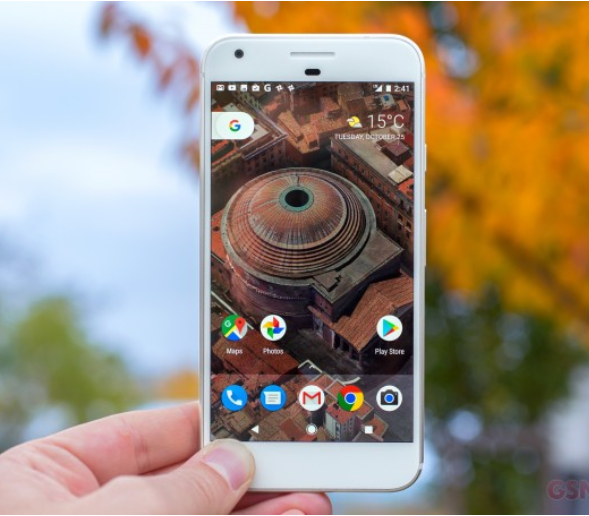 G 2:41
G
15°C
TUESDAY, OCTOBER 25
Maps Photos Play Store
GSM